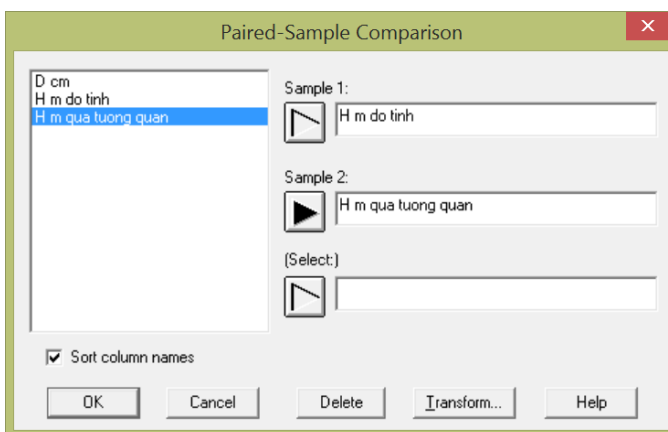 Paired-Sample Comparison
D cm
H m do tinh
H m qua tuong quan
Sample 1:
H m do tinh
Sample 2:
H m qua tuong quan
(Select:)
Sort column names
OK
Cancel
Delete
Transform...
Help